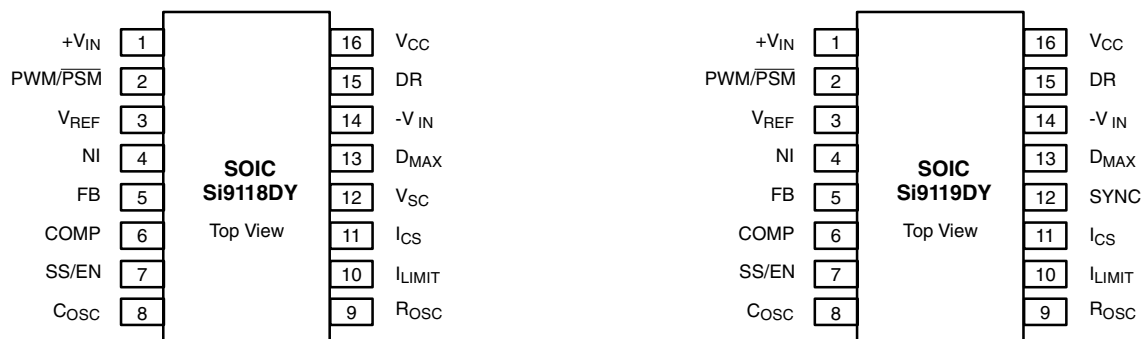 +VIN 1 16 VCC
PWM/PSM 2 15 DR
VREF 3 14 -V IN
NI 4 13 DMAX
SOIC
Si9118DY
FB 5 12 VSC
COMP 6 Top View 11 ICS
SS/EN 7 10 ILIMIT
COSC 8 9 ROSC
+VIN 1 16 VCC
PWM/PSM 2 15 DR
VREF 3 14 -V IN
NI 4 13 DMAX
SOIC
Si9119DY
FB 5 12 SYNC
COMP 6 Top View 11 ICS
SS/EN 7 10 ILIMIT
COSC 8 9 ROSC